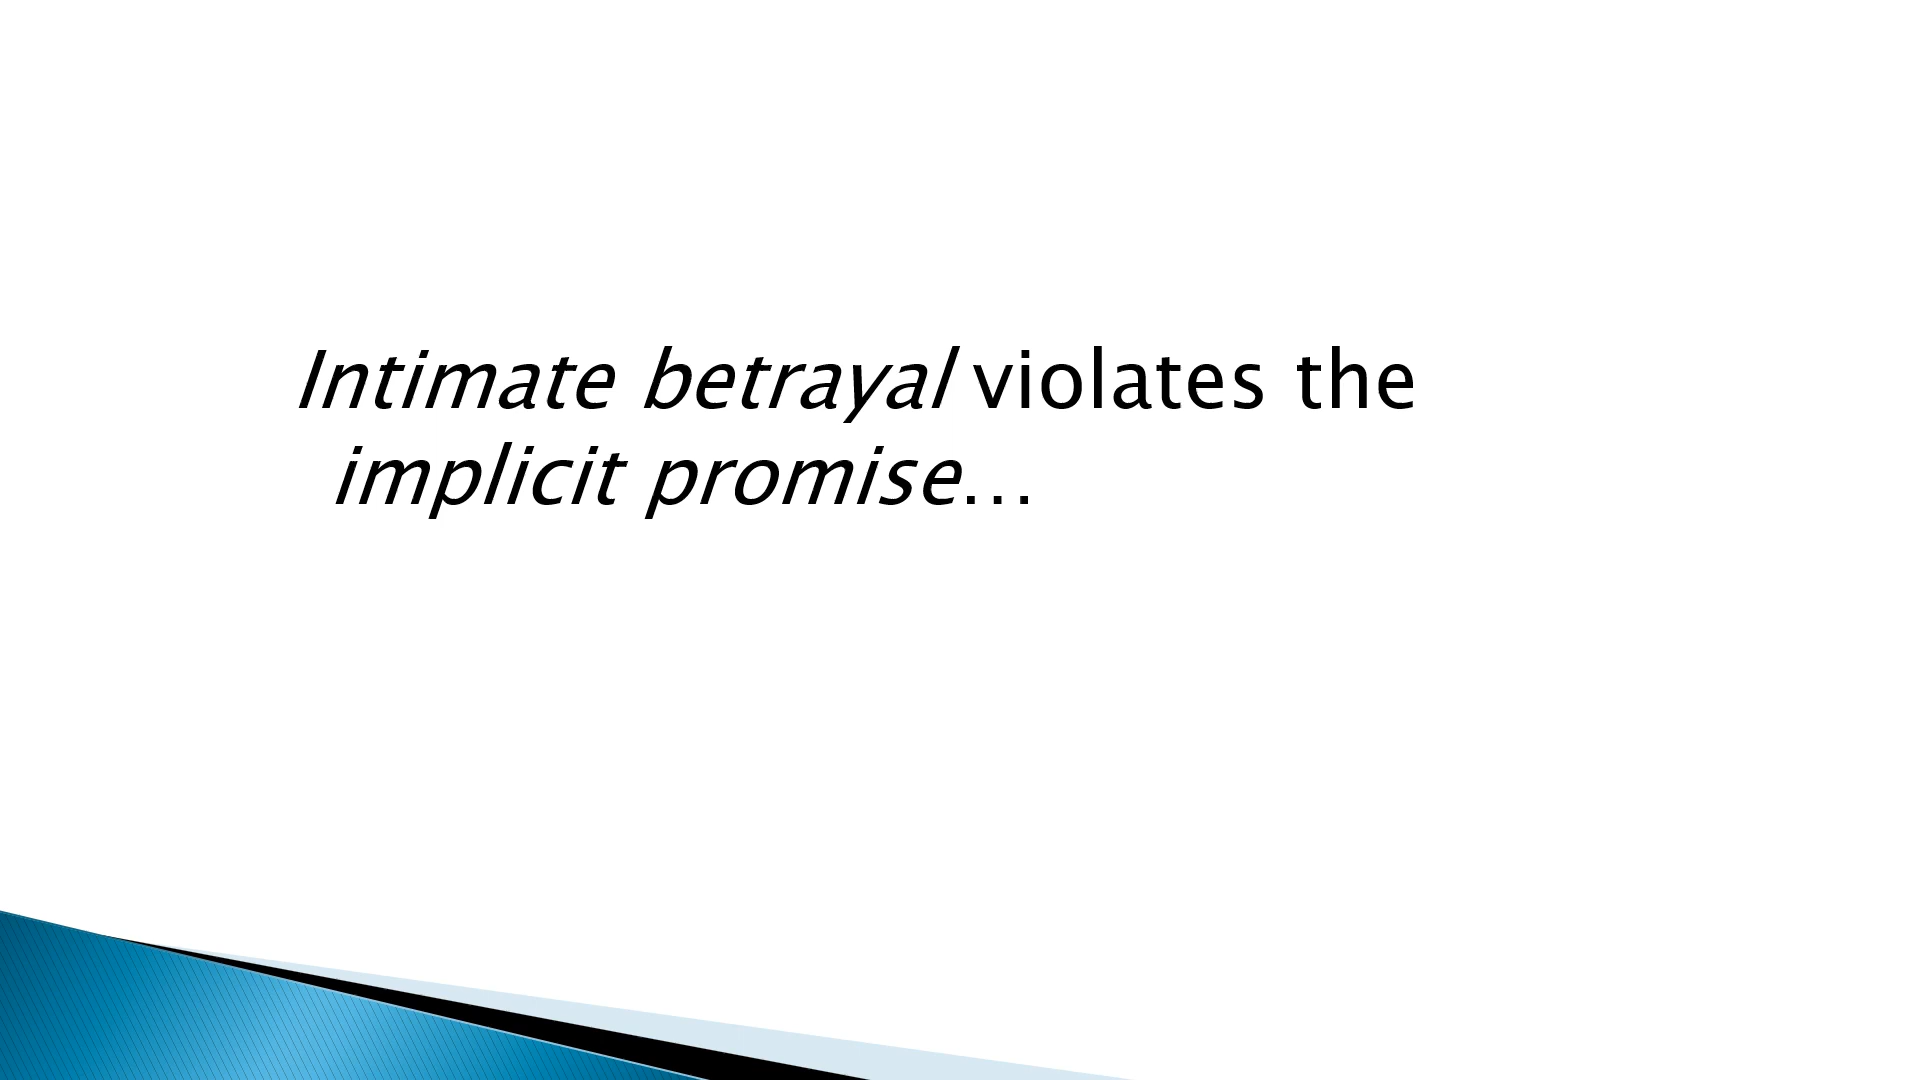 Intimate betrayal violates the
implicit promise…